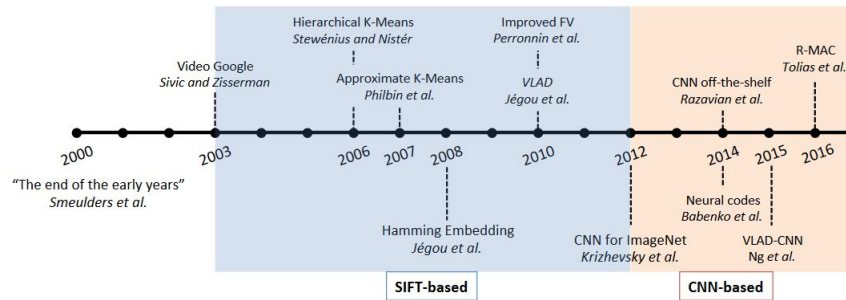 Hierarchical K-Means
Stewénius and Nistér
Improved FV
Perronnin et al.
R-MAC
Tolias et al.
Video Google
Sivic and Zisserman
Approximate K-Means
Philbin et al.
VLAD
Jégou et al.
CNN off-the-shelf
Razavian et al.
2000
2003
2006
2007
2008
2010
2012
2014
2015
2016
“The end of the early years”
Smeulders et al.
Hamming Embedding
Jégou et al.
CNN for ImageNet
Krizhevsky et al.
Neural codes
Babenko et al.
VLAD-CNN
Ng et al.
SIFT-based
CNN-based